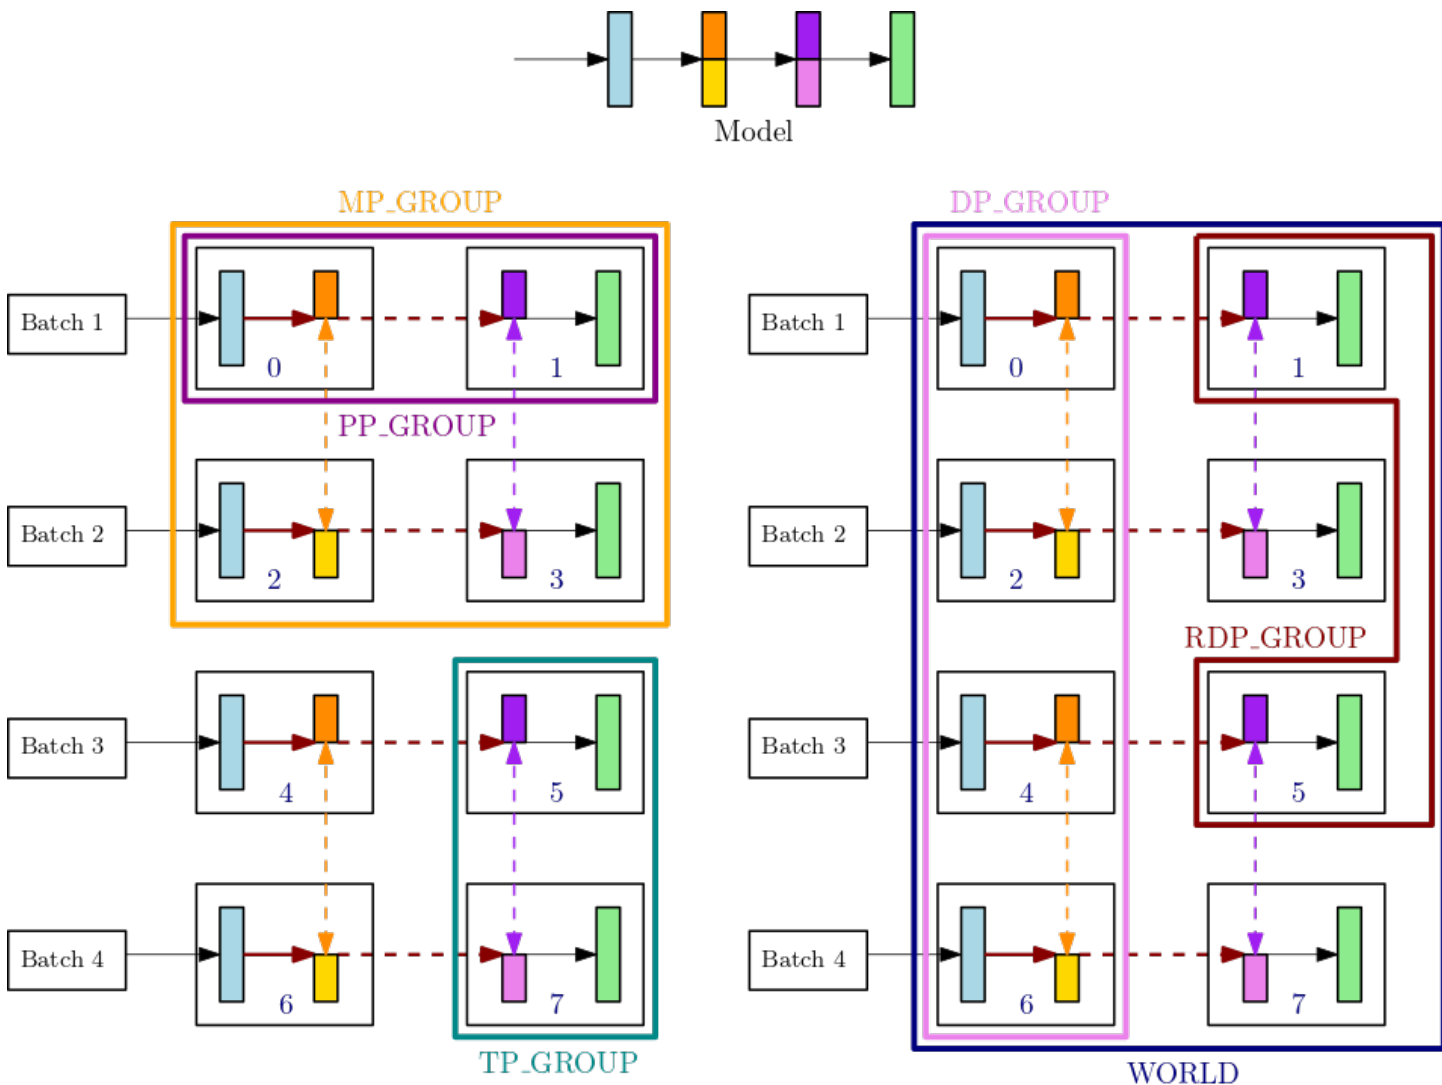 Model
MP_GROUP
Batch 1
0
1
PP_GROUP
Batch 2
2
3
Batch 3
4
5
Batch 4
6
7
TP_GROUP
DP_GROUP
Batch 1
0
1
Batch 2
2
3
RDP_GROUP
Batch 3
4
5
Batch 4
6
7
WORLD